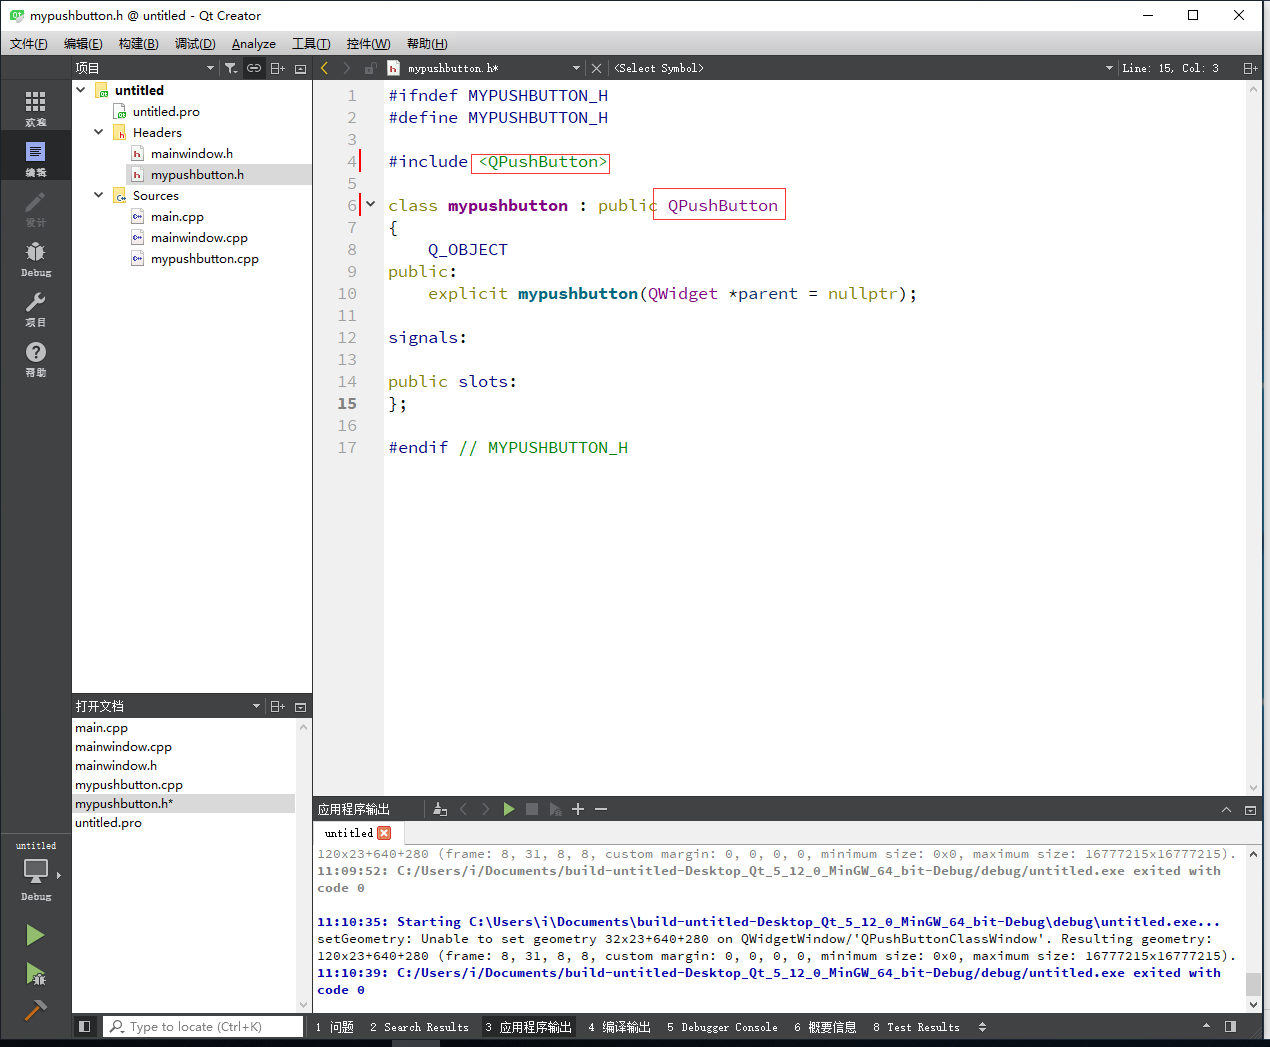 mypushbutton.h @ untitled - Qt Creator
文件(F) 编辑(E) 构建(B) 调试(D) Analyze 工具(T) 控件(W) 帮助(H)
项目
mypushbutton.h*
<Select Symbol>
Line: 15, Col: 3
欢迎
编辑
设计
Debug
项目
帮助
untitled
untitled.pro
Headers
mainwindow.h
mypushbutton.h
Sources
main.cpp
mainwindow.cpp
mypushbutton.cpp
1 #ifndef MYPUSHBUTTON_H
2 #define MYPUSHBUTTON_H
3
4 #include <QPushButton>
5
6 class mypushbutton : public QPushButton
7 {
8 Q_OBJECT
9 public:
10 explicit mypushbutton(QWidget *parent = nullptr);
11
12 signals:
13
14 public slots:
15 };
16
17 #endif // MYPUSHBUTTON_H
打开文档
main.cpp
mainwindow.cpp
mainwindow.h
mypushbutton.cpp
mypushbutton.h*
untitled.pro
untitled
Debug
应用程序输出
untitled
120x23+640+280 (frame: 8, 31, 8, 8, custom margin: 0, 0, 0, 0, minimum size: 0x0, maximum size: 16777215x16777215).
11:09:52: C:/Users/i/Documents/build-untitled-Desktop_Qt_5_12_0_MinGW_64_bit-Debug/debug/untitled.exe exited with
code 0
11:10:35: Starting C:\Users\i\Documents\build-untitled-Desktop_Qt_5_12_0_MinGW_64_bit-Debug\debug\untitled.exe...
setGeometry: Unable to set geometry 32x23+640+280 on QWidgetWindow/'QPushButtonClassWindow'. Resulting geometry:
120x23+640+280 (frame: 8, 31, 8, 8, custom margin: 0, 0, 0, 0, minimum size: 0x0, maximum size: 16777215x16777215).
11:10:39: C:/Users/i/Documents/build-untitled-Desktop_Qt_5_12_0_MinGW_64_bit-Debug/debug/untitled.exe exited with
code 0
Type to locate (Ctrl+K)
1 问题 2 Search Results 3 应用程序输出 4 编译输出 5 Debugger Console 6 概要信息 8 Test Results